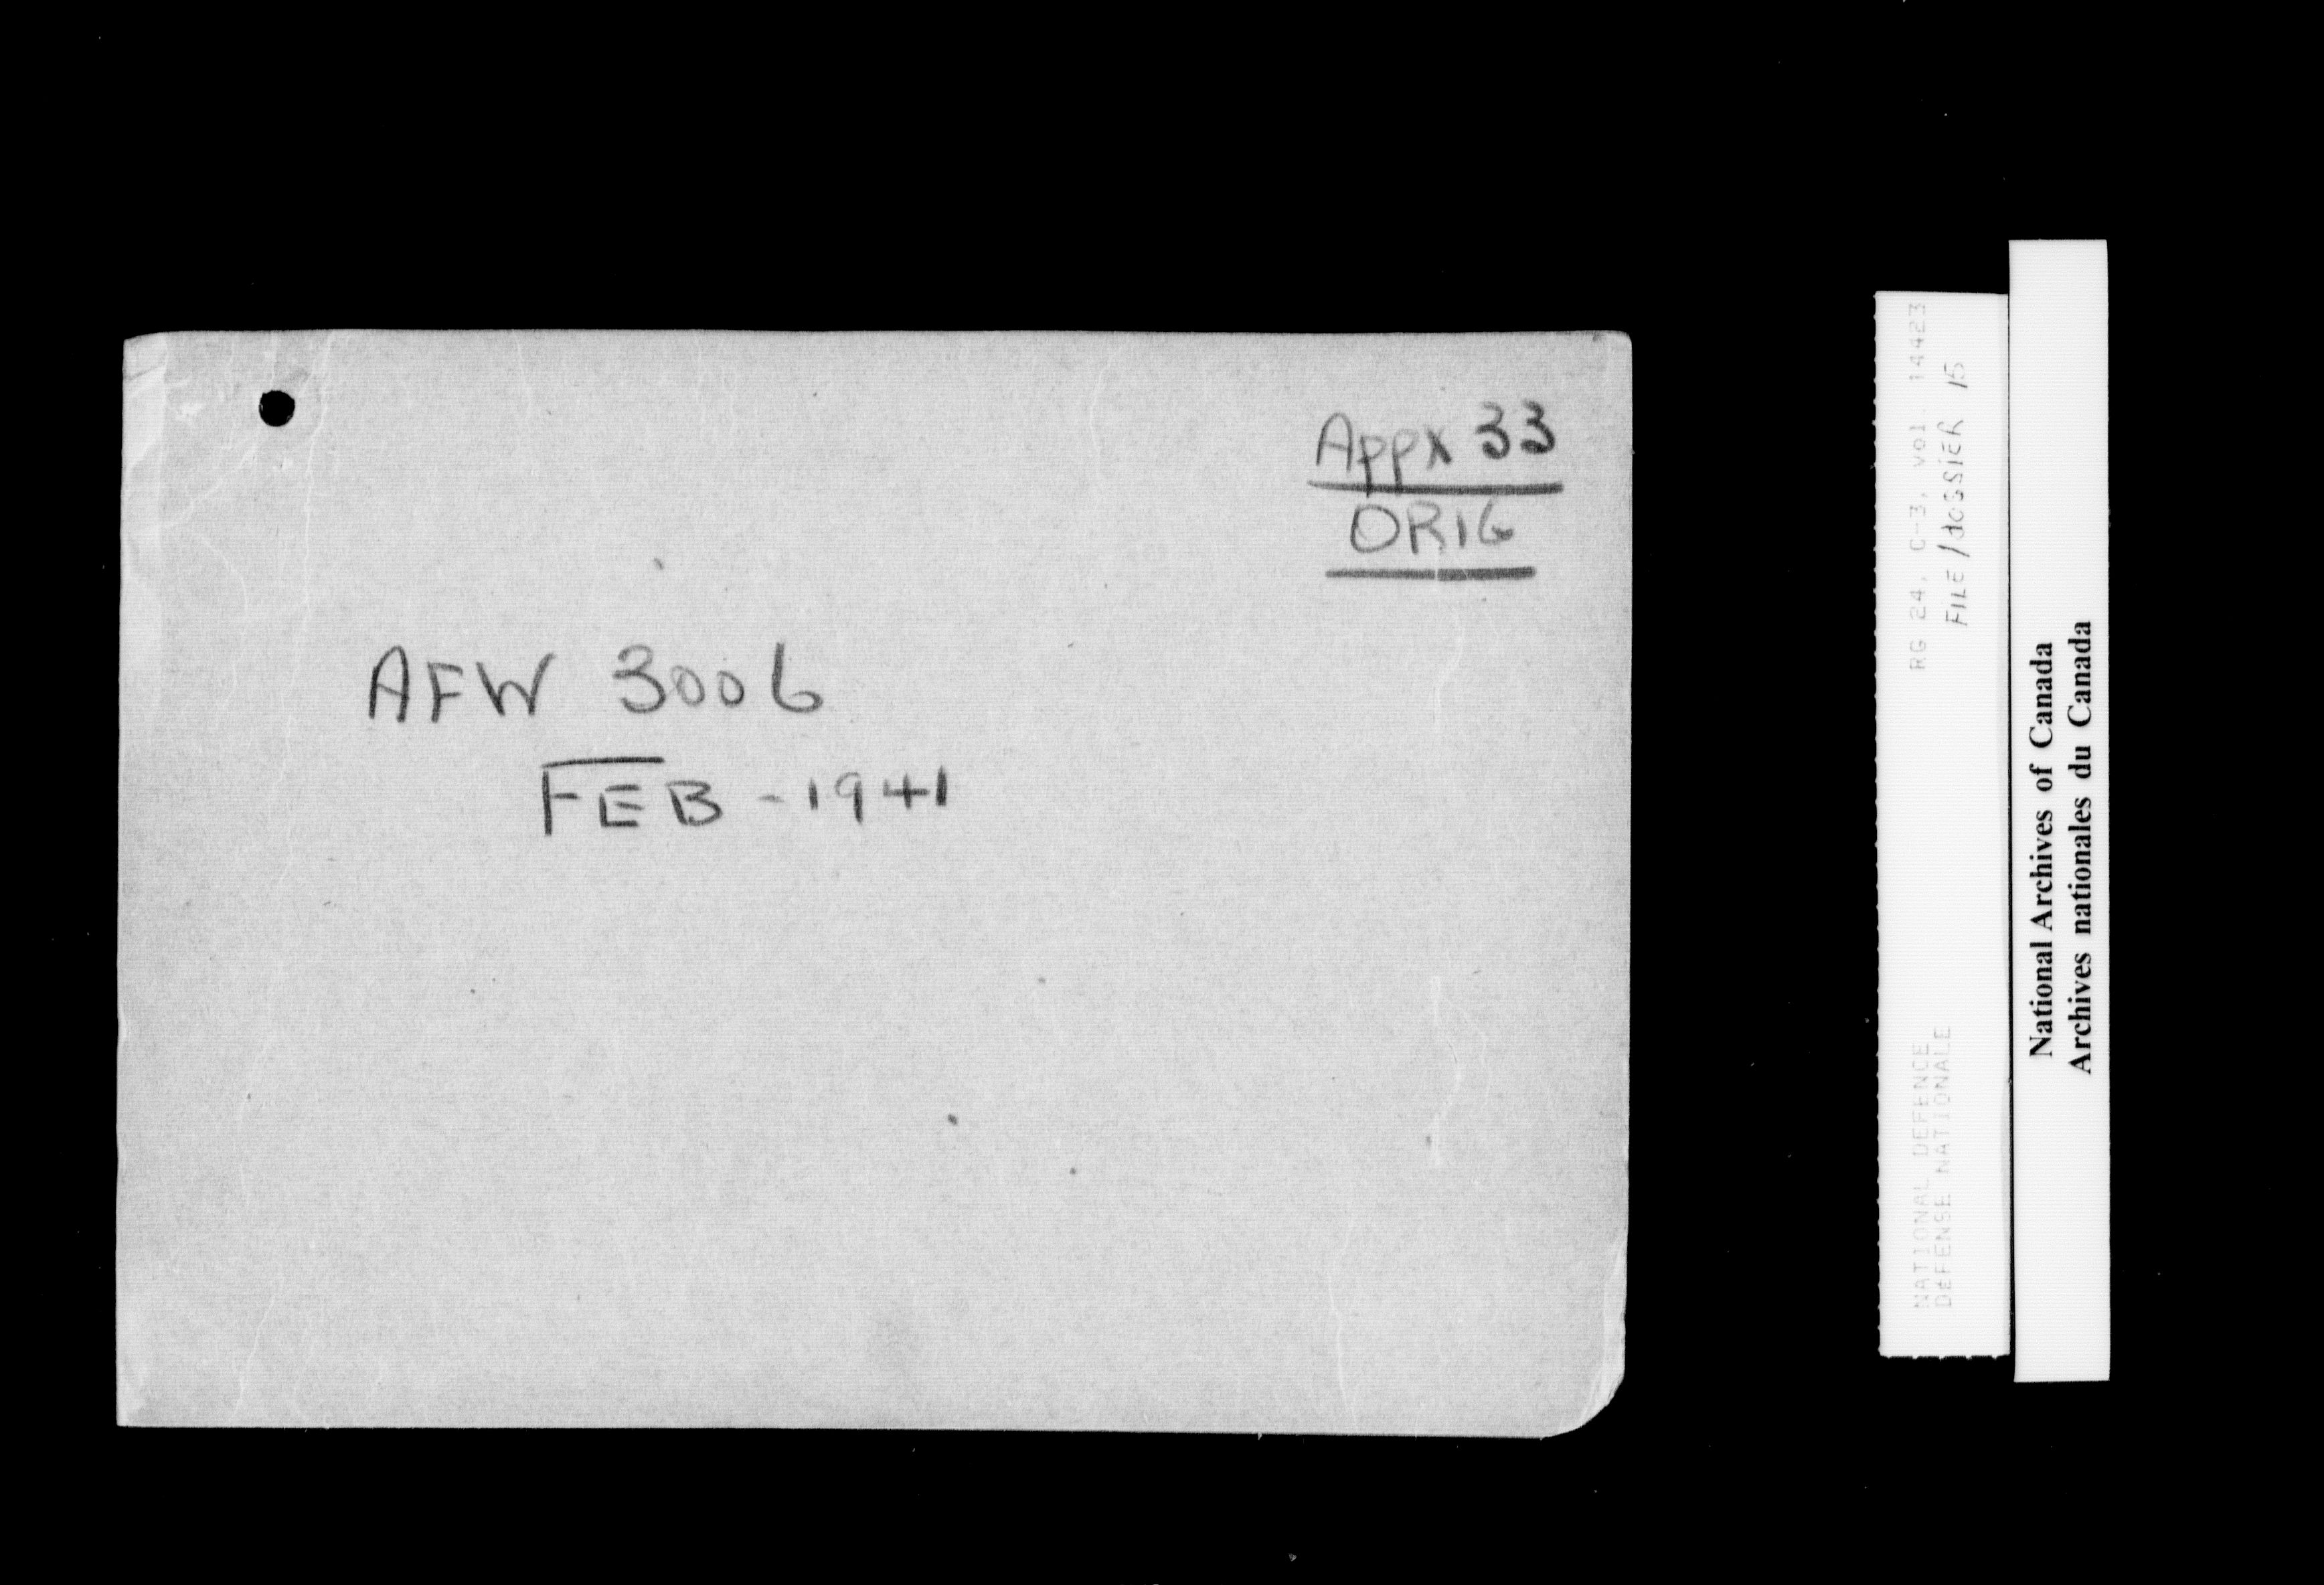 Appx 33
ORIG
AFW 3006
FEB - 1941
RG 24, C-3, vol. 14423
FILE/dOSSiER 15
NATIONAL DEFENCE
DéFENSE NATIONALE
National Archives of Canada
Archives nationales du Canada